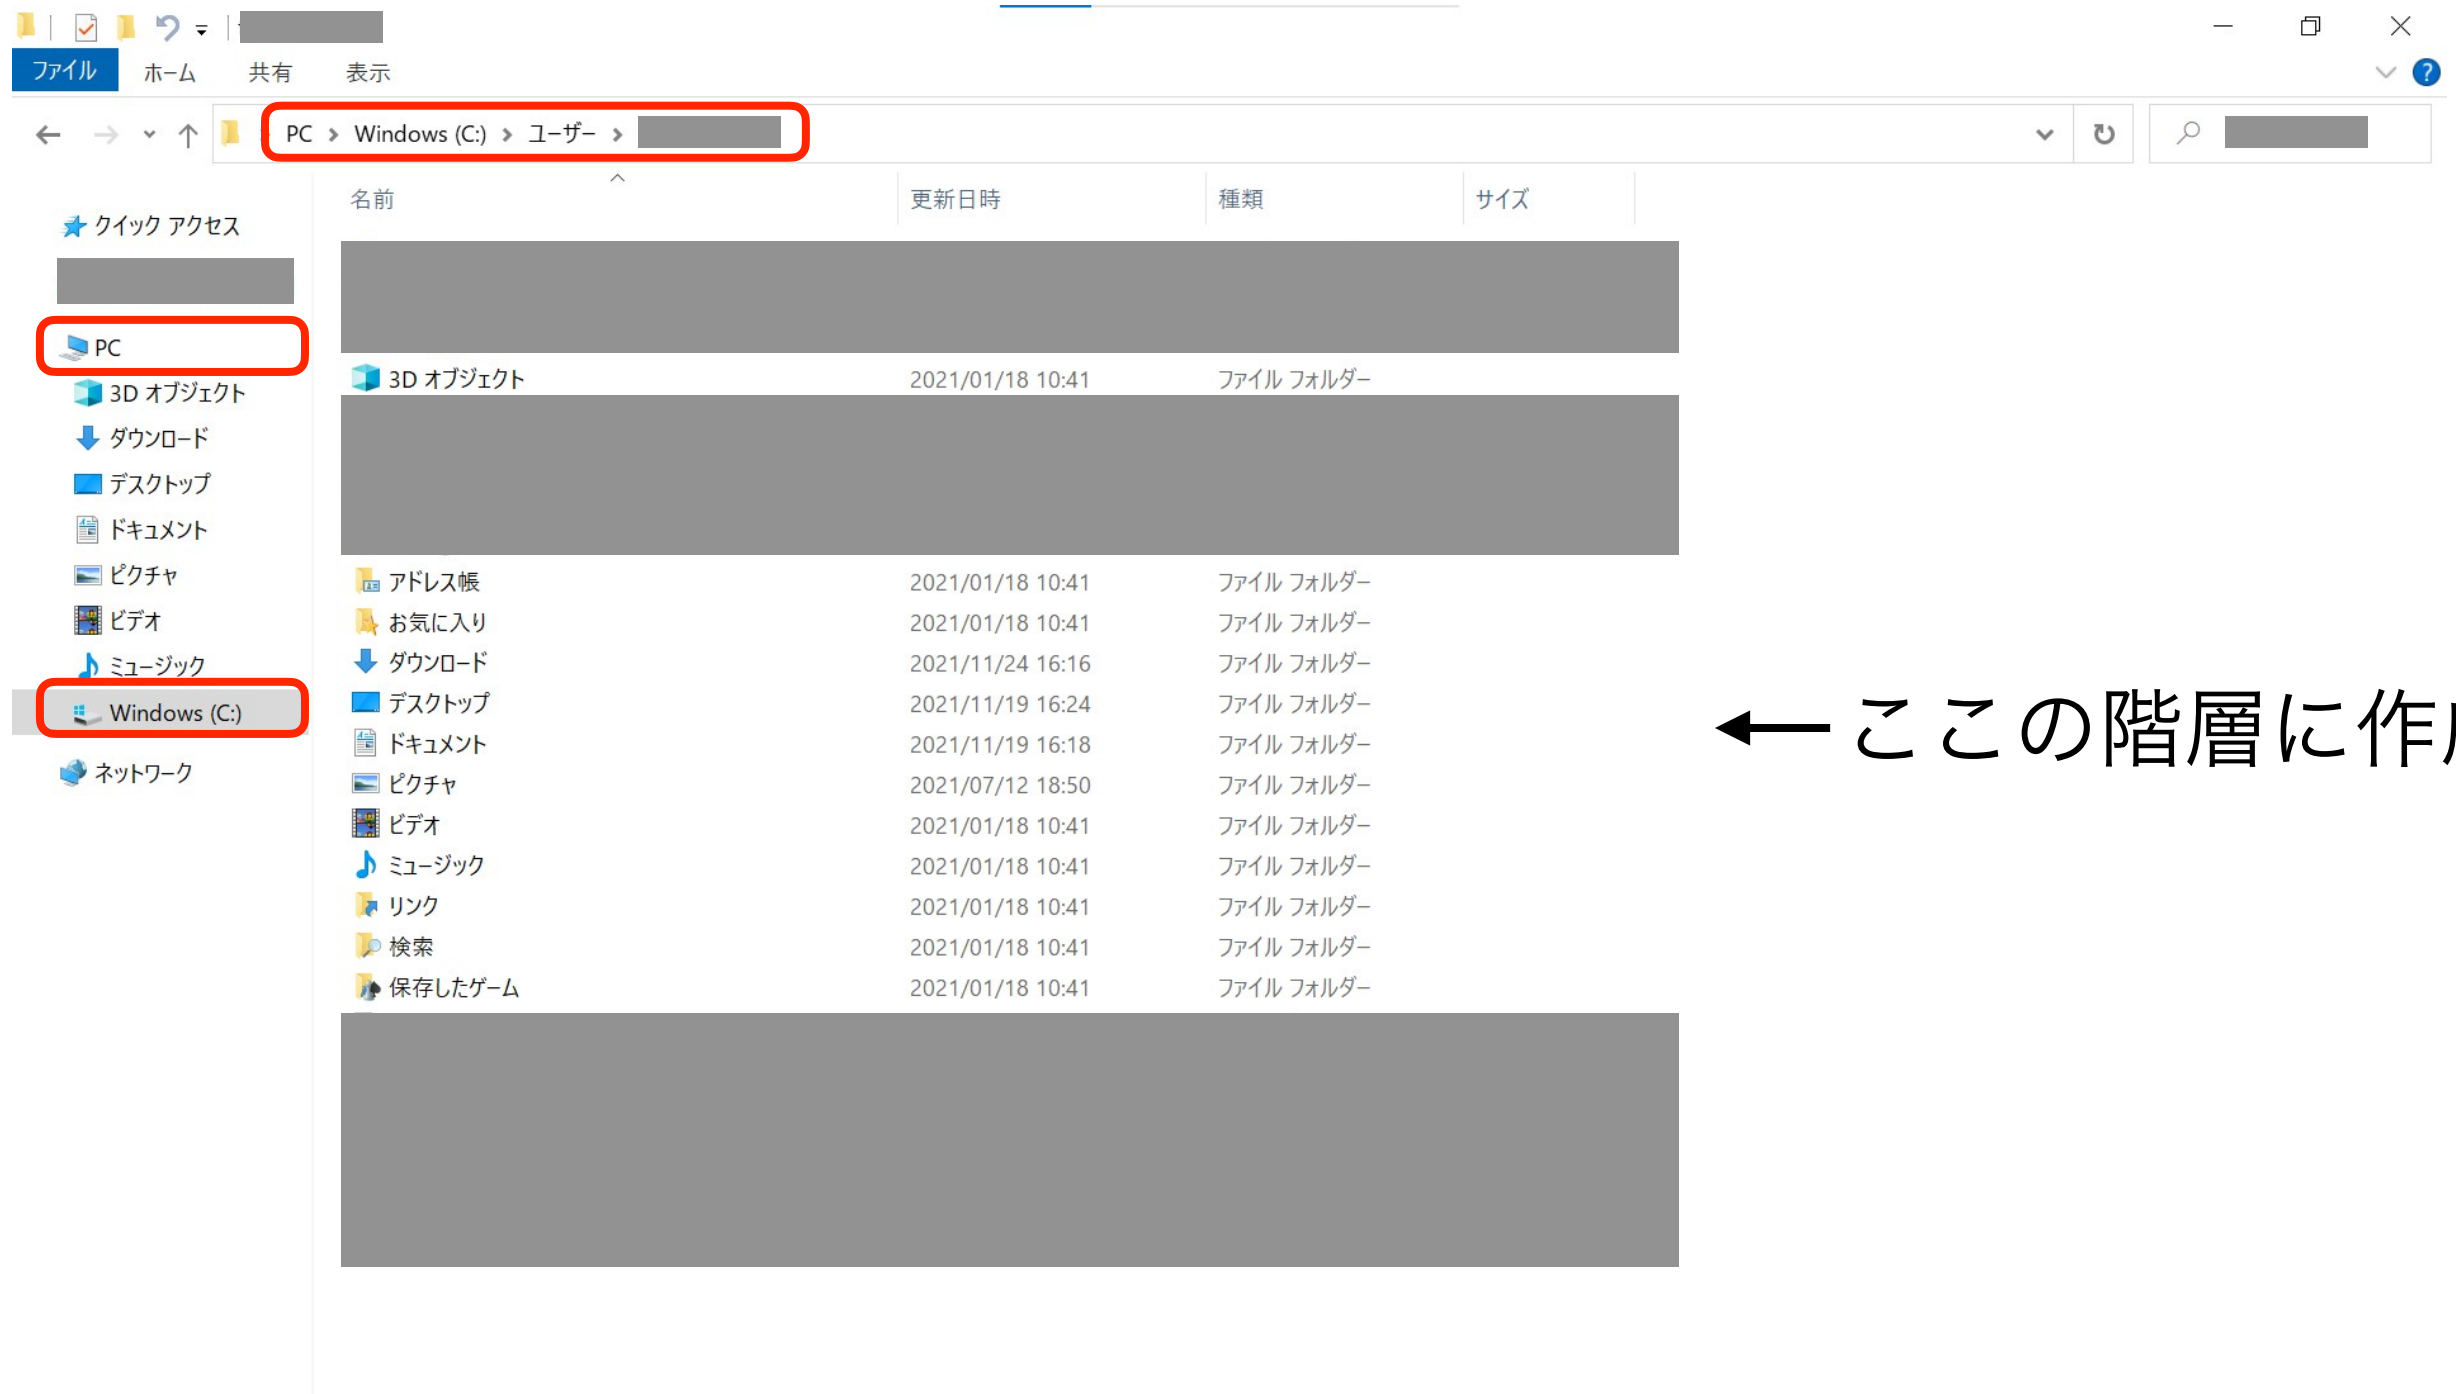 ファイル ホーム 共有 表示
PC > Windows (C:) > ユーザー >
名前 更新日時 種類 サイズ
クイック アクセス
PC
3D オブジェクト
ダウンロード
デスクトップ
ドキュメント
ピクチャ
ビデオ
ミュージック
Windows (C:)
ネットワーク
3D オブジェクト 2021/01/18 10:41 ファイル フォルダー
アドレス帳 2021/01/18 10:41 ファイル フォルダー
お気に入り 2021/01/18 10:41 ファイル フォルダー
ダウンロード 2021/11/24 16:16 ファイル フォルダー
デスクトップ 2021/11/19 16:24 ファイル フォルダー
ドキュメント 2021/11/19 16:18 ファイル フォルダー
ピクチャ 2021/07/12 18:50 ファイル フォルダー
ビデオ 2021/01/18 10:41 ファイル フォルダー
ミュージック 2021/01/18 10:41 ファイル フォルダー
リンク 2021/01/18 10:41 ファイル フォルダー
検索 2021/01/18 10:41 ファイル フォルダー
保存したゲーム 2021/01/18 10:41 ファイル フォルダー
←ここの階層に作